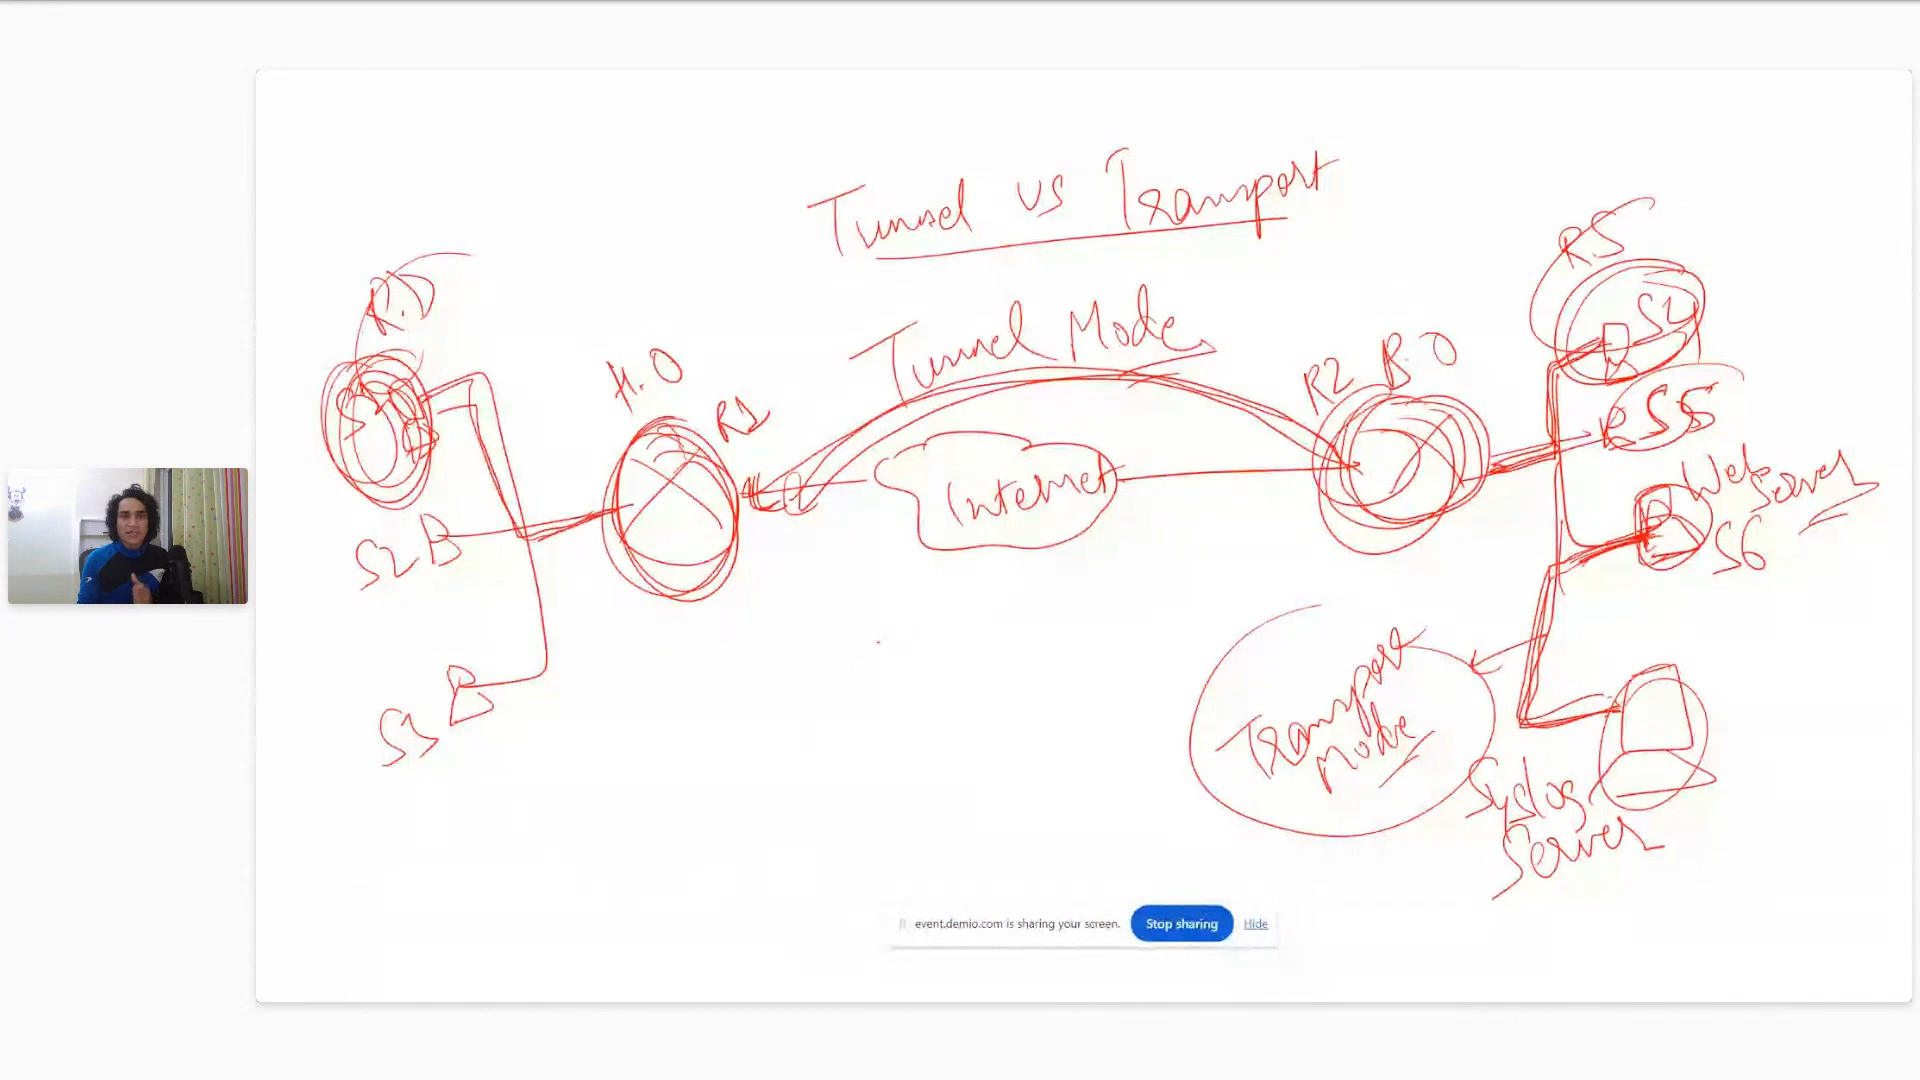 Tunnel vs Transport
Tunnel Mode
R.D
H.O
R1
Internet
R2
B.O
R5
S5
Web
Server
S6
S2
S3
Transport
Mode
Syslog
Server
event.demio.com is sharing your screen.
Stop sharing
Hide